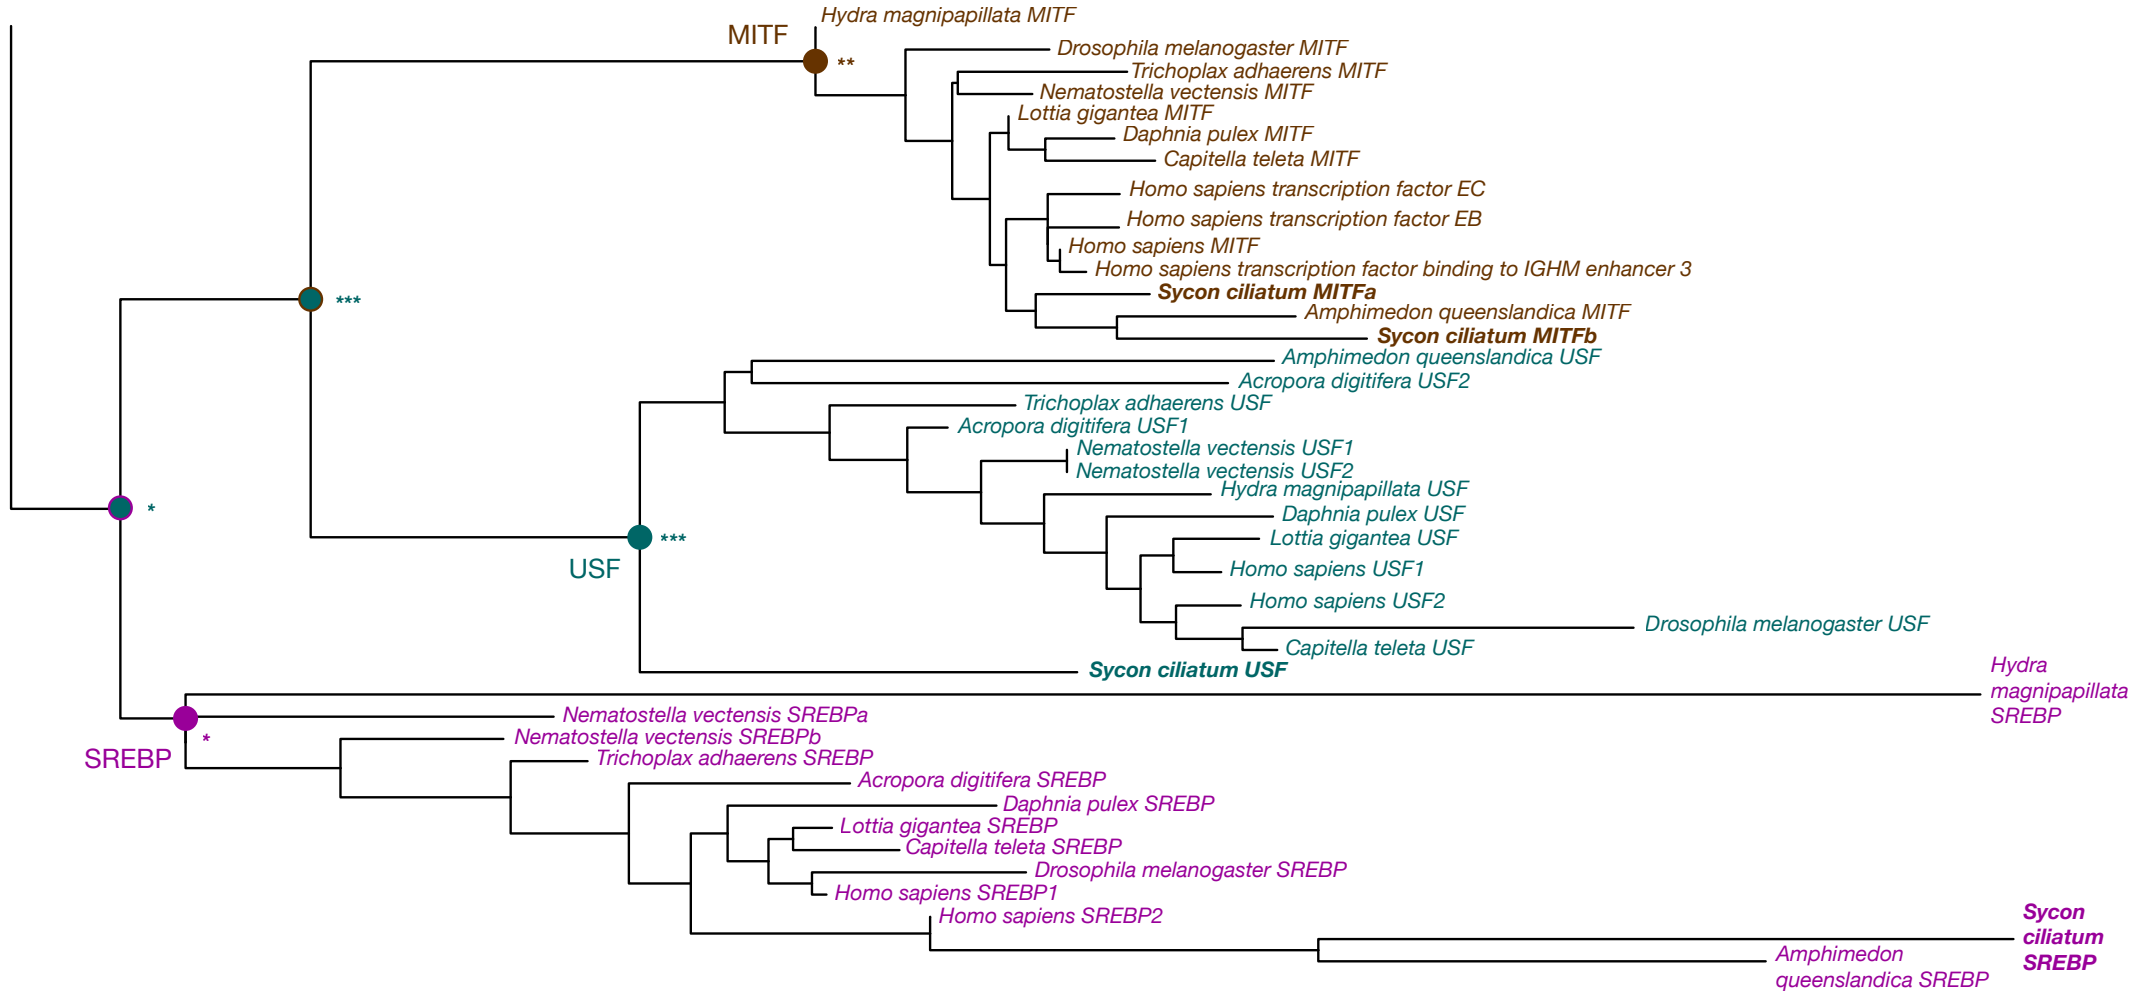 Hydra magnipapillata MITF
MITF
**
Drosophila melanogaster MITF
Trichoplax adhaerens MITF
Nematostella vectensis MITF
Lottia gigantea MITF
Daphnia pulex MITF
Capitella teleta MITF
Homo sapiens transcription factor EC
Homo sapiens transcription factor EB
Homo sapiens MITF
Homo sapiens transcription factor binding to IGHM enhancer 3
Sycon ciliatum MITFa
***
Amphimedon queenslandica MITF
Sycon ciliatum MITFb
Amphimedon queenslandica USF
Acropora digitifera USF2
Trichoplax adhaerens USF
Acropora digitifera USF1
Nematostella vectensis USF1
Nematostella vectensis USF2
Hydra magnipapillata USF
*
Daphnia pulex USF
Lottia gigantea USF
***
USF
Homo sapiens USF1
Homo sapiens USF2
Drosophila melanogaster USF
Capitella teleta USF
Sycon ciliatum USF
Hydra
magnipapillata
SREBP
Nematostella vectensis SREBPa
*
Nematostella vectensis SREBPb
SREBP
Trichoplax adhaerens SREBP
Acropora digitifera SREBP
Daphnia pulex SREBP
Lottia gigantea SREBP
Capitella teleta SREBP
Drosophila melanogaster SREBP
Homo sapiens SREBP1
Homo sapiens SREBP2
Sycon
ciliatum
SREBP
Amphimedon
queenslandica SREBP